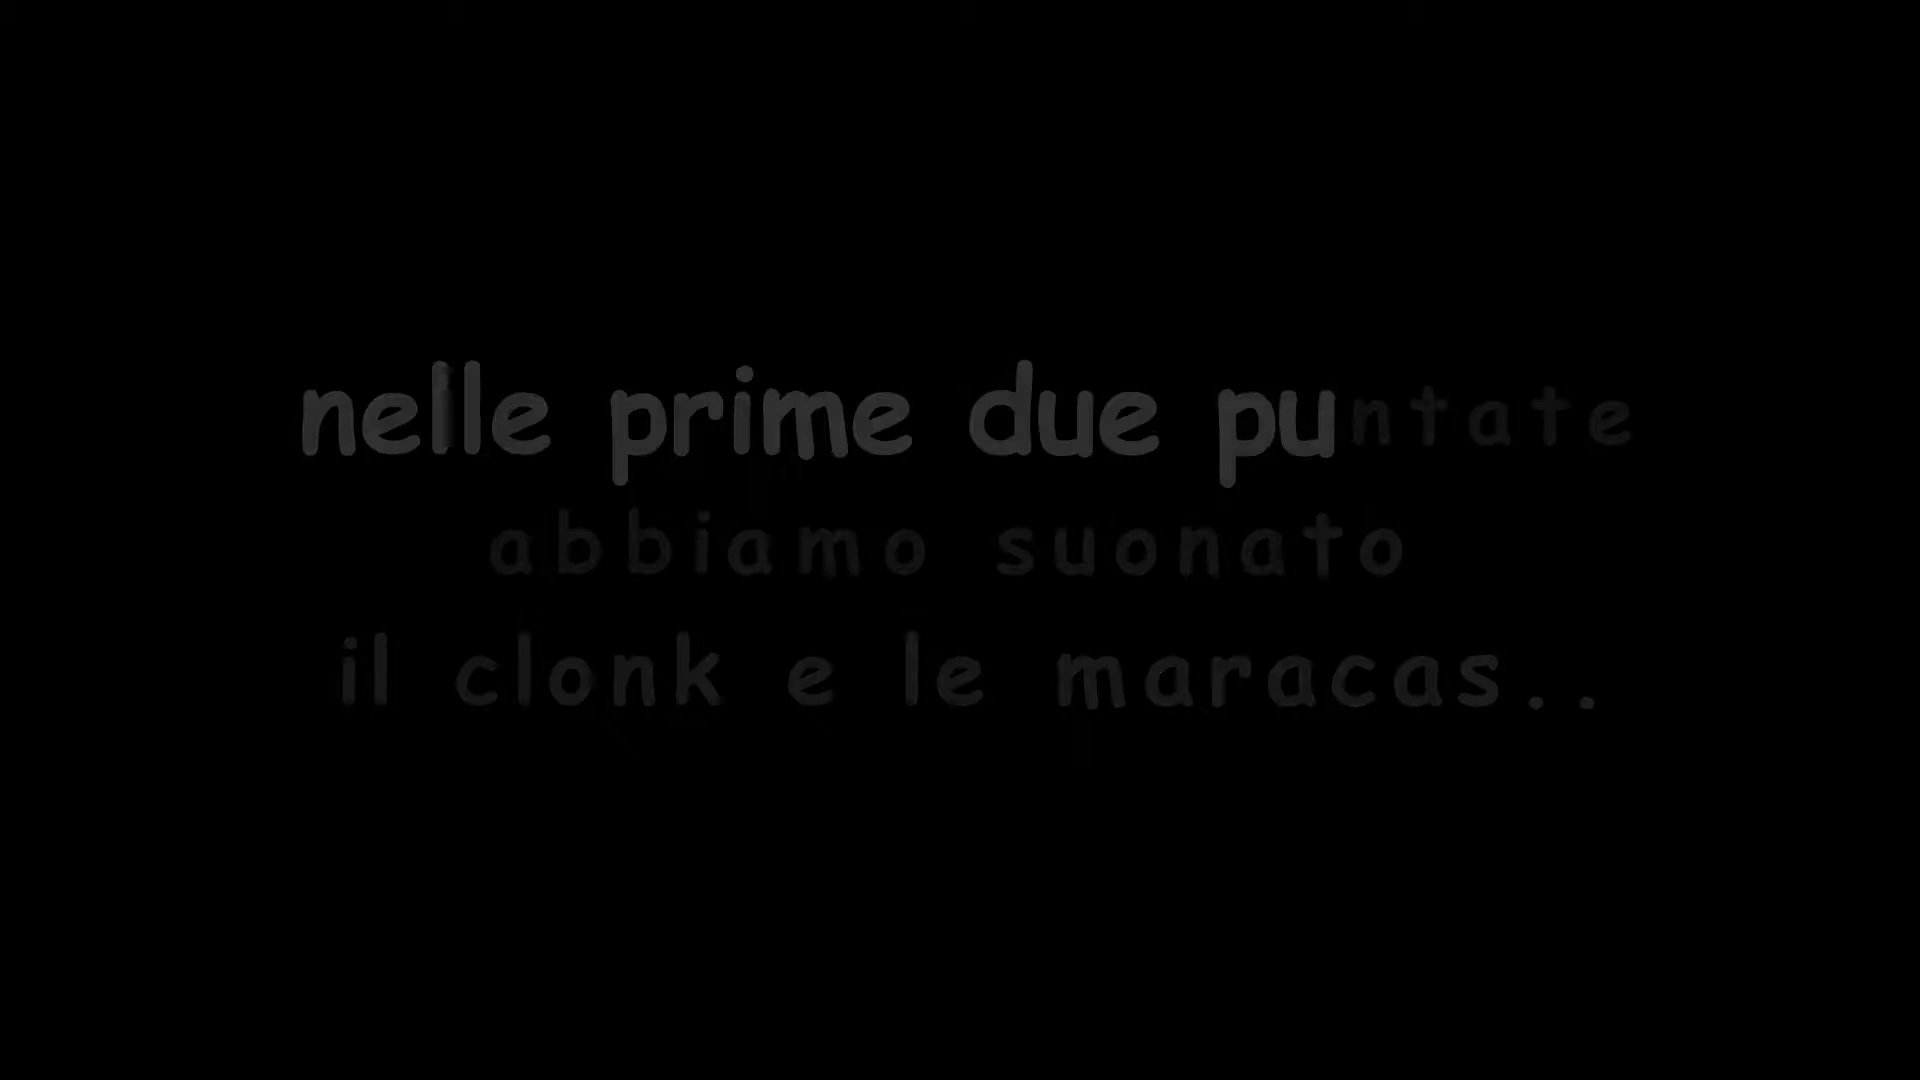 nelle prime due puntate
abbiamo suonato
il clonk e le maracas..